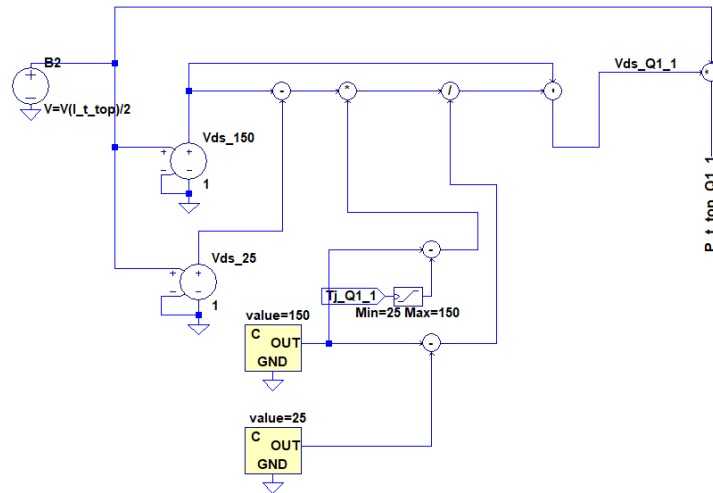 B2
Vds_Q1_1
V=V(I_t_top)/2
Vds_150
1
P_t_top_Q1_1
Vds_25
1
Tj_Q1_1
Min=25 Max=150
value=150
C
OUT
GND
value=25
C
OUT
GND